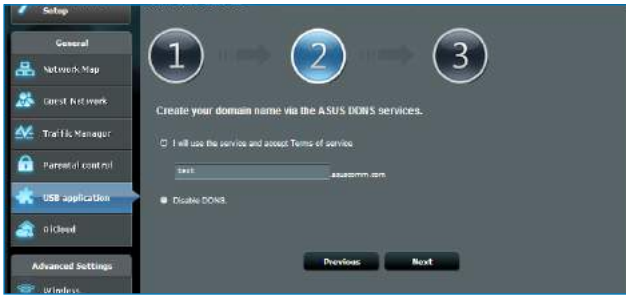 Setup
General
1
2
3
Network Map
Guest Network
Create your domain name via the ASUS DDNS services.
Traffic Manager
I will use the service and accept Terms of service
Parental control
test
.asuscomm.com
USB application
Disable DDNS.
AiCloud
Previous
Next
Advanced Settings
Wireless